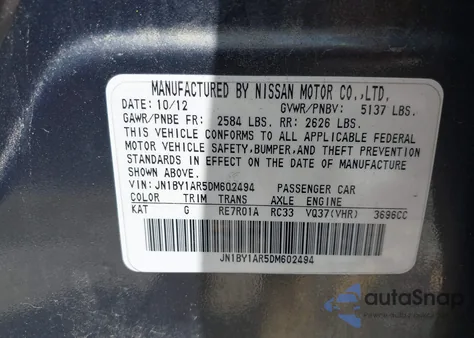 MANUFACTURED BY NISSAN MOTOR CO.,LTD.
DATE: 10/12 GVWR/PNBV: 5137 LBS.
GAWR/PNBE FR: 2584 LBS. RR: 2626 LBS.
THIS VEHICLE CONFORMS TO ALL APPLICABLE FEDERAL
MOTOR VEHICLE SAFETY,BUMPER,AND THEFT PREVENTION
STANDARDS IN EFFECT ON THE DATE OF MANUFACTURE
SHOWN ABOVE.
VIN: JN1BY1AR5DM602494 PASSENGER CAR
COLOR TRIM TRANS AXLE ENGINE
KAT G RE7R01A RC33 VQ37(VHR) 3696CC
JN1BY1AR5DM602494
autoSnap